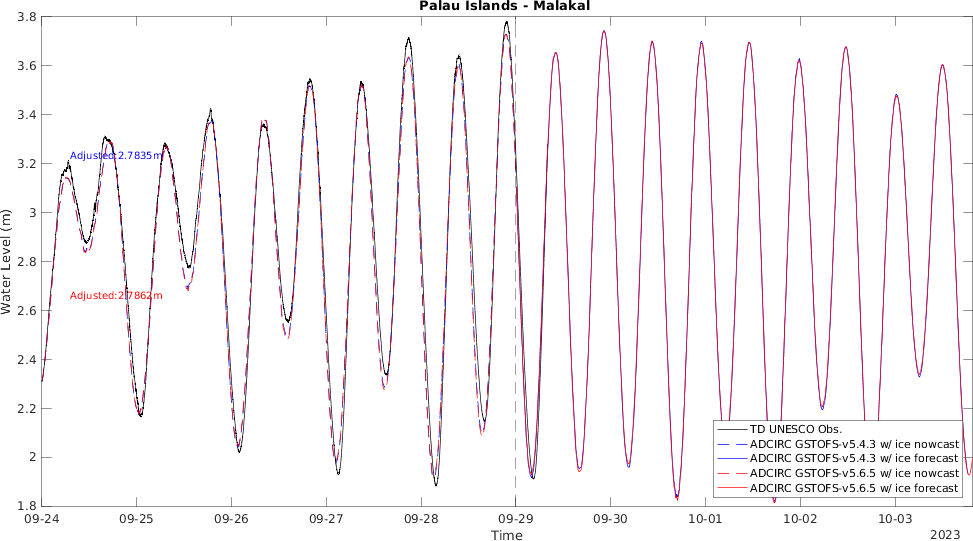 Palau Islands - Malakal
3.8
3.6
3.4
3.2
3
2.8
2.6
2.4
2.2
2
1.8
Water Level (m)
Adjusted:2.7835m
Adjusted:2.7862m
TD UNESCO Obs.
ADCIRC GSTOFS-v5.4.3 w/ ice nowcast
ADCIRC GSTOFS-v5.4.3 w/ ice forecast
ADCIRC GSTOFS-v5.6.5 w/ ice nowcast
ADCIRC GSTOFS-v5.6.5 w/ ice forecast
09-24 09-25 09-26 09-27 09-28 09-29 09-30 10-01 10-02 10-03
Time
2023